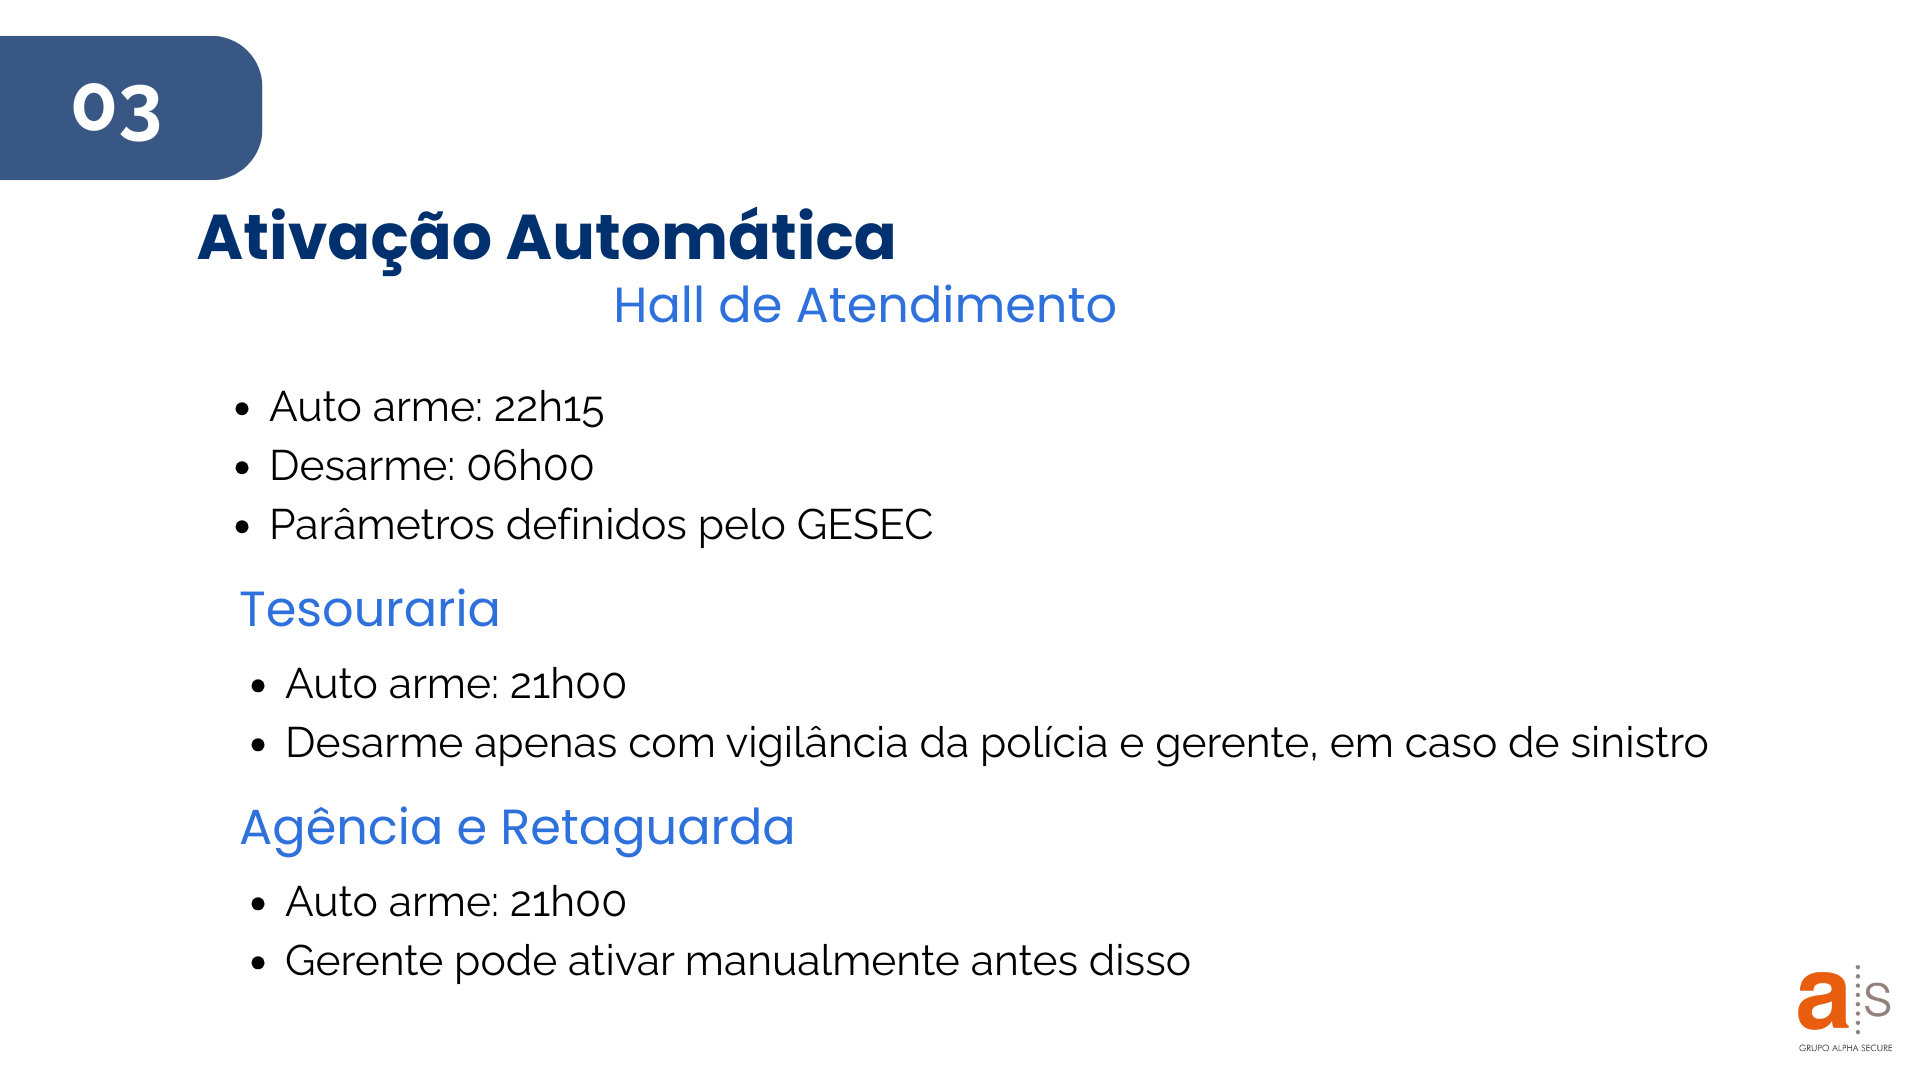 03
Ativação Automática
Hall de Atendimento
• Auto arme: 22h15
• Desarme: 06h00
• Parâmetros definidos pelo GESEC
Tesouraria
• Auto arme: 21h00
• Desarme apenas com vigilância da polícia e gerente, em caso de sinistro
Agência e Retaguarda
• Auto arme: 21h00
• Gerente pode ativar manualmente antes disso
a s
GRUPO ALPHA SECURE